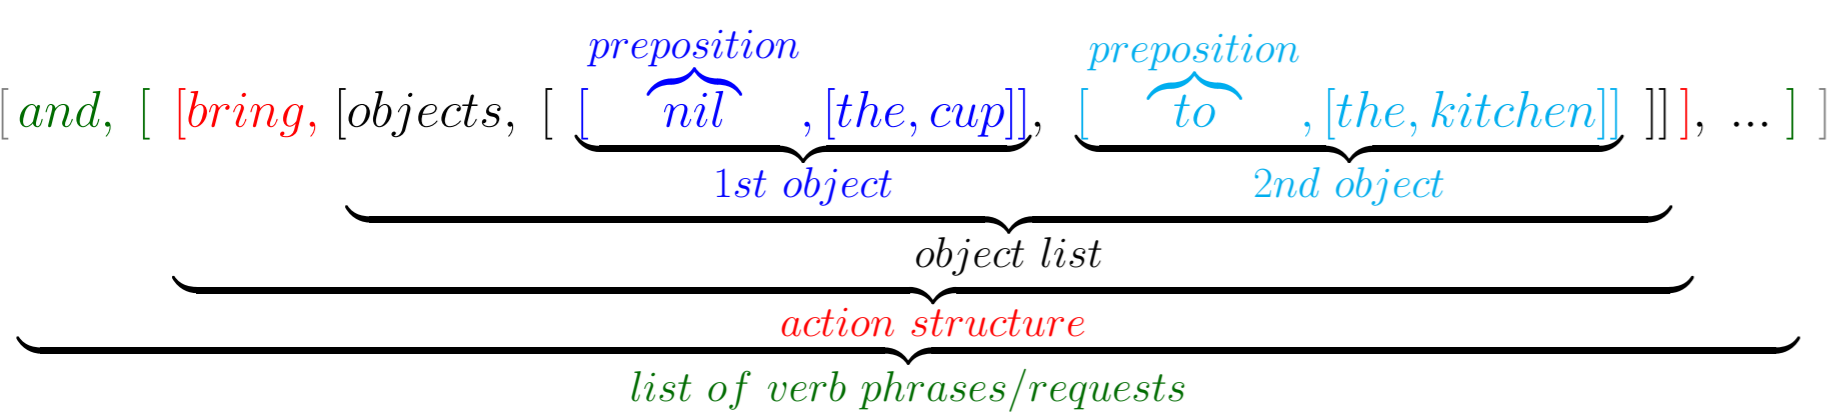 preposition preposition
[ and, [ [bring, [objects, [ [ nil , [the, cup]], [ to , [the, kitchen]] ]] ], ... ] ]
1st object 2nd object
object list
action structure
list of verb phrases/requests